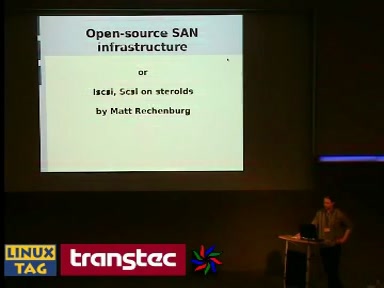 Open-source SAN
infrastructure
or
Iscsi, Scsi on steroids
by Matt Rechenburg
LINUX
TAG
transtec